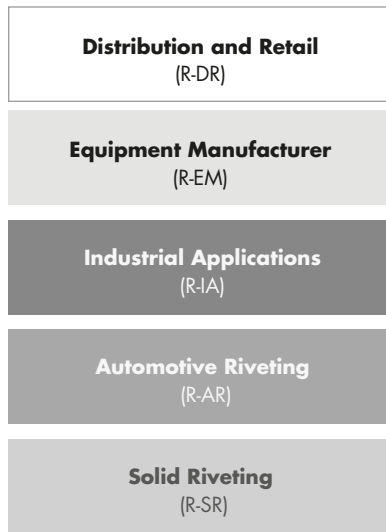 Distribution and Retail
(R-DR)
Equipment Manufacturer
(R-EM)
Industrial Applications
(R-IA)
Automotive Riveting
(R-AR)
Solid Riveting
(R-SR)